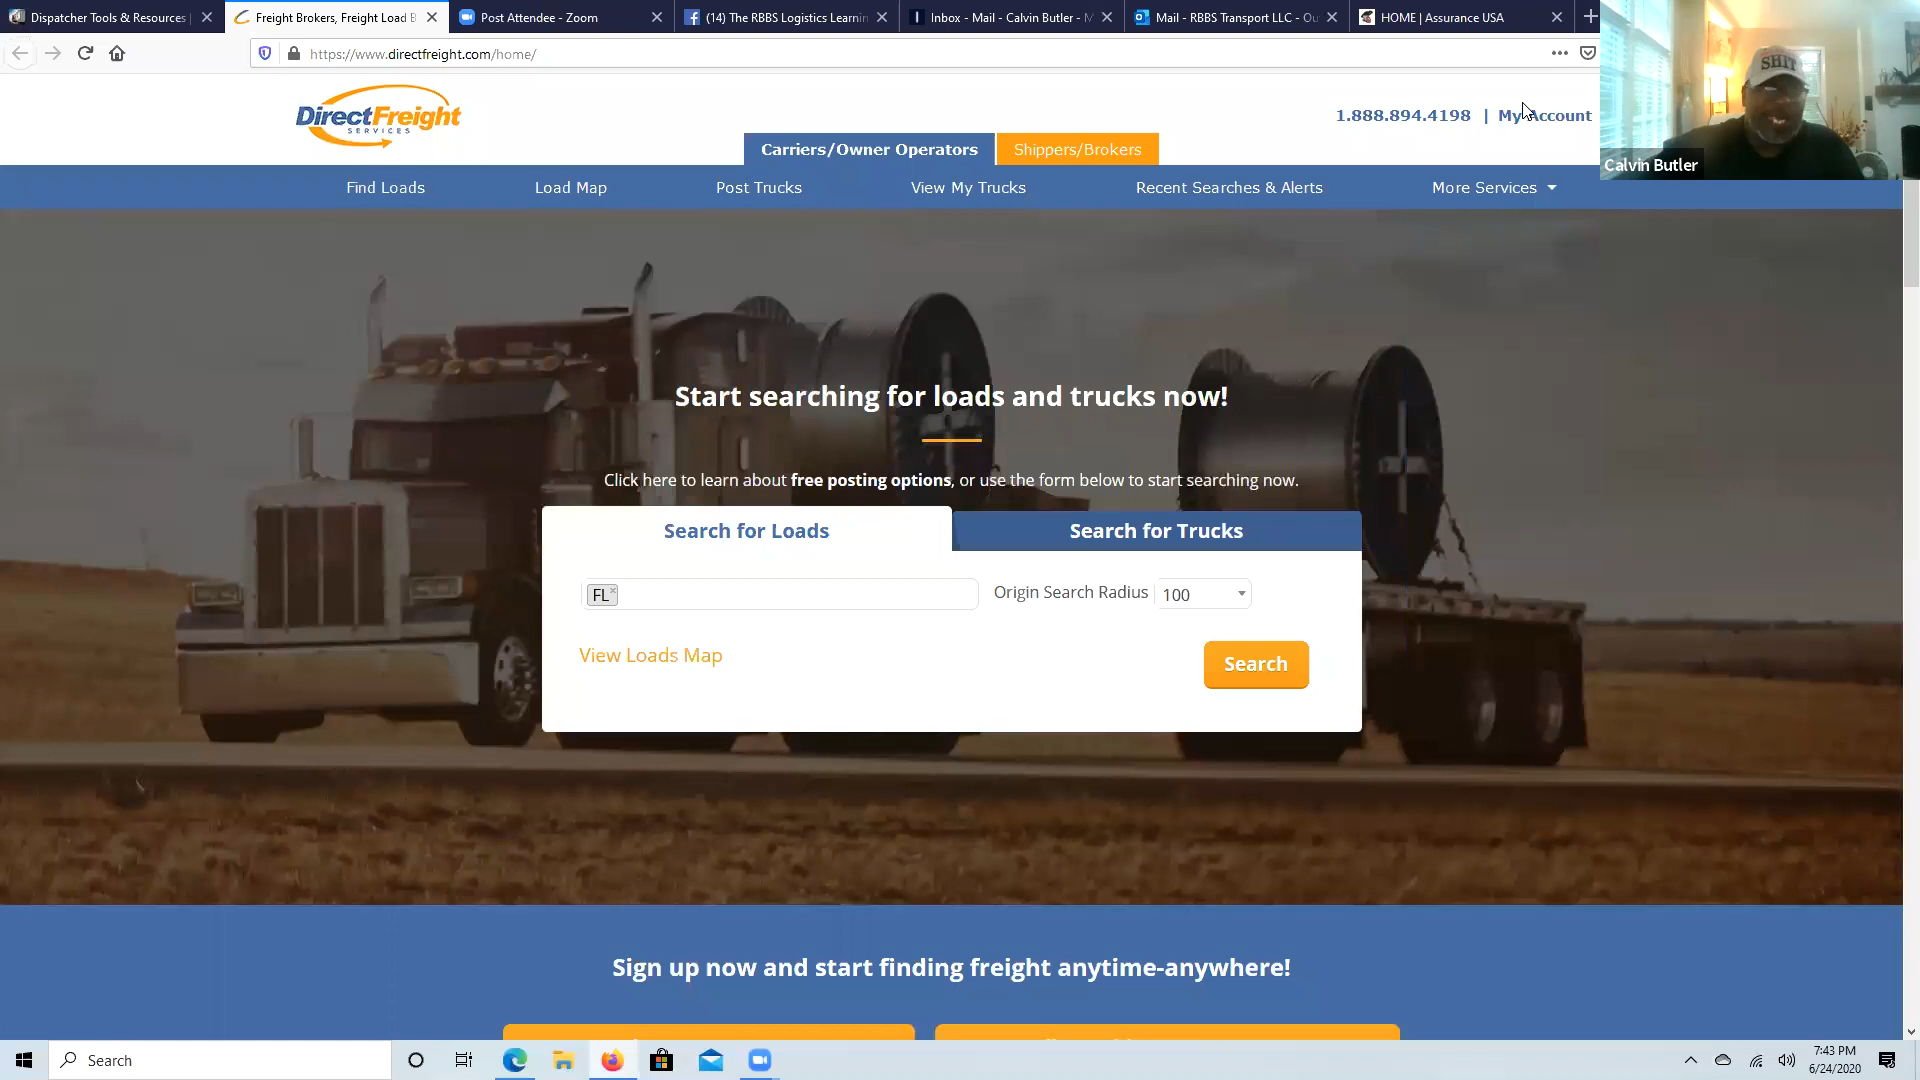 Dispatcher Tools & Resources
Freight Brokers, Freight Load B
Post Attendee - Zoom
(14) The RBBS Logistics Learnin
Inbox - Mail - Calvin Butler - M
Mail - RBBS Transport LLC - Ou
HOME | Assurance USA
https://www.directfreight.com/home/
DirectFreight
SERVICES
1.888.894.4198 | My Account
Carriers/Owner Operators
Shippers/Brokers
SHIT
Calvin Butler
Find Loads
Load Map
Post Trucks
View My Trucks
Recent Searches & Alerts
More Services
Start searching for loads and trucks now!
Click here to learn about free posting options, or use the form below to start searching now.
Search for Loads
Search for Trucks
FL
Origin Search Radius
100
View Loads Map
Search
Sign up now and start finding freight anytime-anywhere!
Search
7:43 PM
6/24/2020